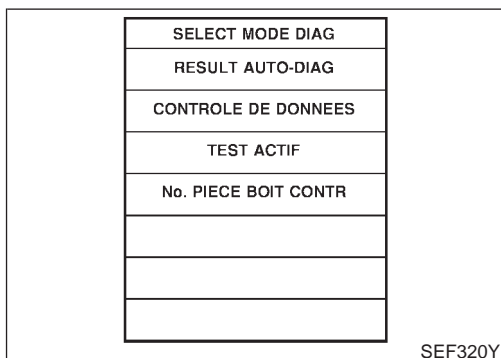 SELECT MODE DIAG
RESULT AUTO-DIAG
CONTROLE DE DONNEES
TEST ACTIF
No. PIECE BOIT CONTR
SEF320Y